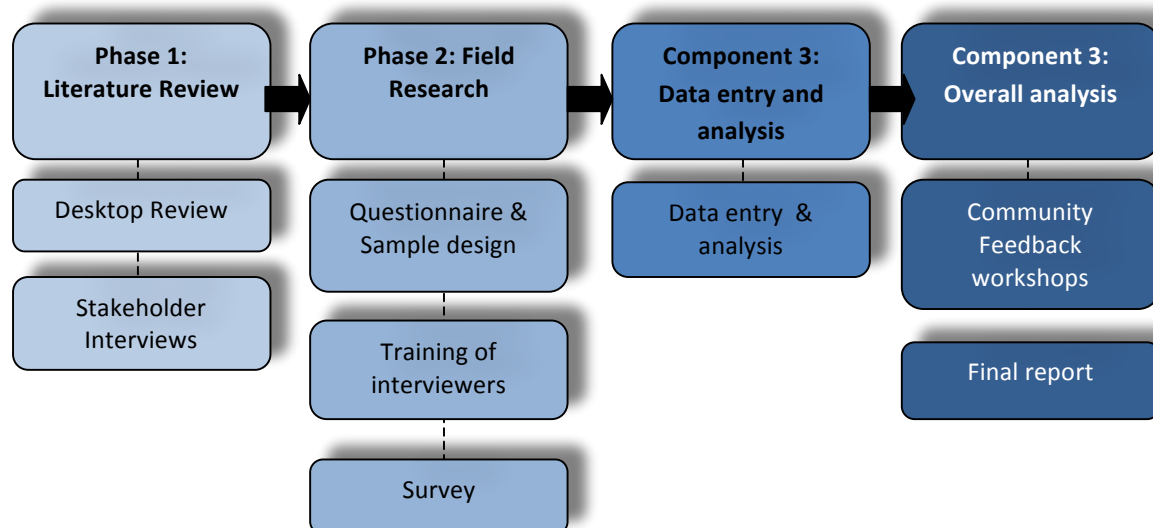 Phase 1:
Literature Review
Phase 2: Field
Research
Component 3:
Data entry and
analysis
Component 3:
Overall analysis
Desktop Review
Stakeholder
Interviews
Questionnaire &
Sample design
Training of
interviewers
Survey
Data entry & 
analysis
Community
Feedback
workshops
Final report